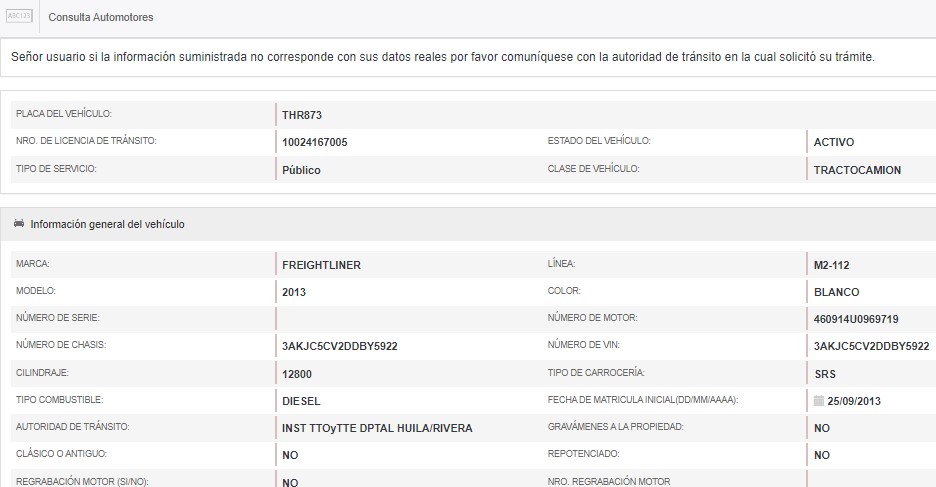 ABC123
Consulta Automotores
Señor usuario si la información suministrada no corresponde con sus datos reales por favor comuníquese con la autoridad de tránsito en la cual solicitó su trámite.
PLACA DEL VEHÍCULO: THR873
NRO. DE LICENCIA DE TRÁNSITO: 10024167005 ESTADO DEL VEHÍCULO: ACTIVO
TIPO DE SERVICIO: Público CLASE DE VEHÍCULO: TRACTOCAMION
Información general del vehículo
MARCA: FREIGHTLINER LÍNEA: M2-112
MODELO: 2013 COLOR: BLANCO
NÚMERO DE SERIE: NÚMERO DE MOTOR: 460914U0969719
NÚMERO DE CHASIS: 3AKJC5CV2DDBY5922 NÚMERO DE VIN: 3AKJC5CV2DDBY5922
CILINDRAJE: 12800 TIPO DE CARROCERÍA: SRS
TIPO COMBUSTIBLE: DIESEL FECHA DE MATRICULA INICIAL(DD/MM/AAAA): 25/09/2013
AUTORIDAD DE TRÁNSITO: INST TTOyTTE DPTAL HUILA/RIVERA GRAVÁMENES A LA PROPIEDAD: NO
CLÁSICO O ANTIGUO: NO REPOTENCIADO: NO
REGRABACIÓN MOTOR (SI/NO): NO NRO. REGRABACIÓN MOTOR